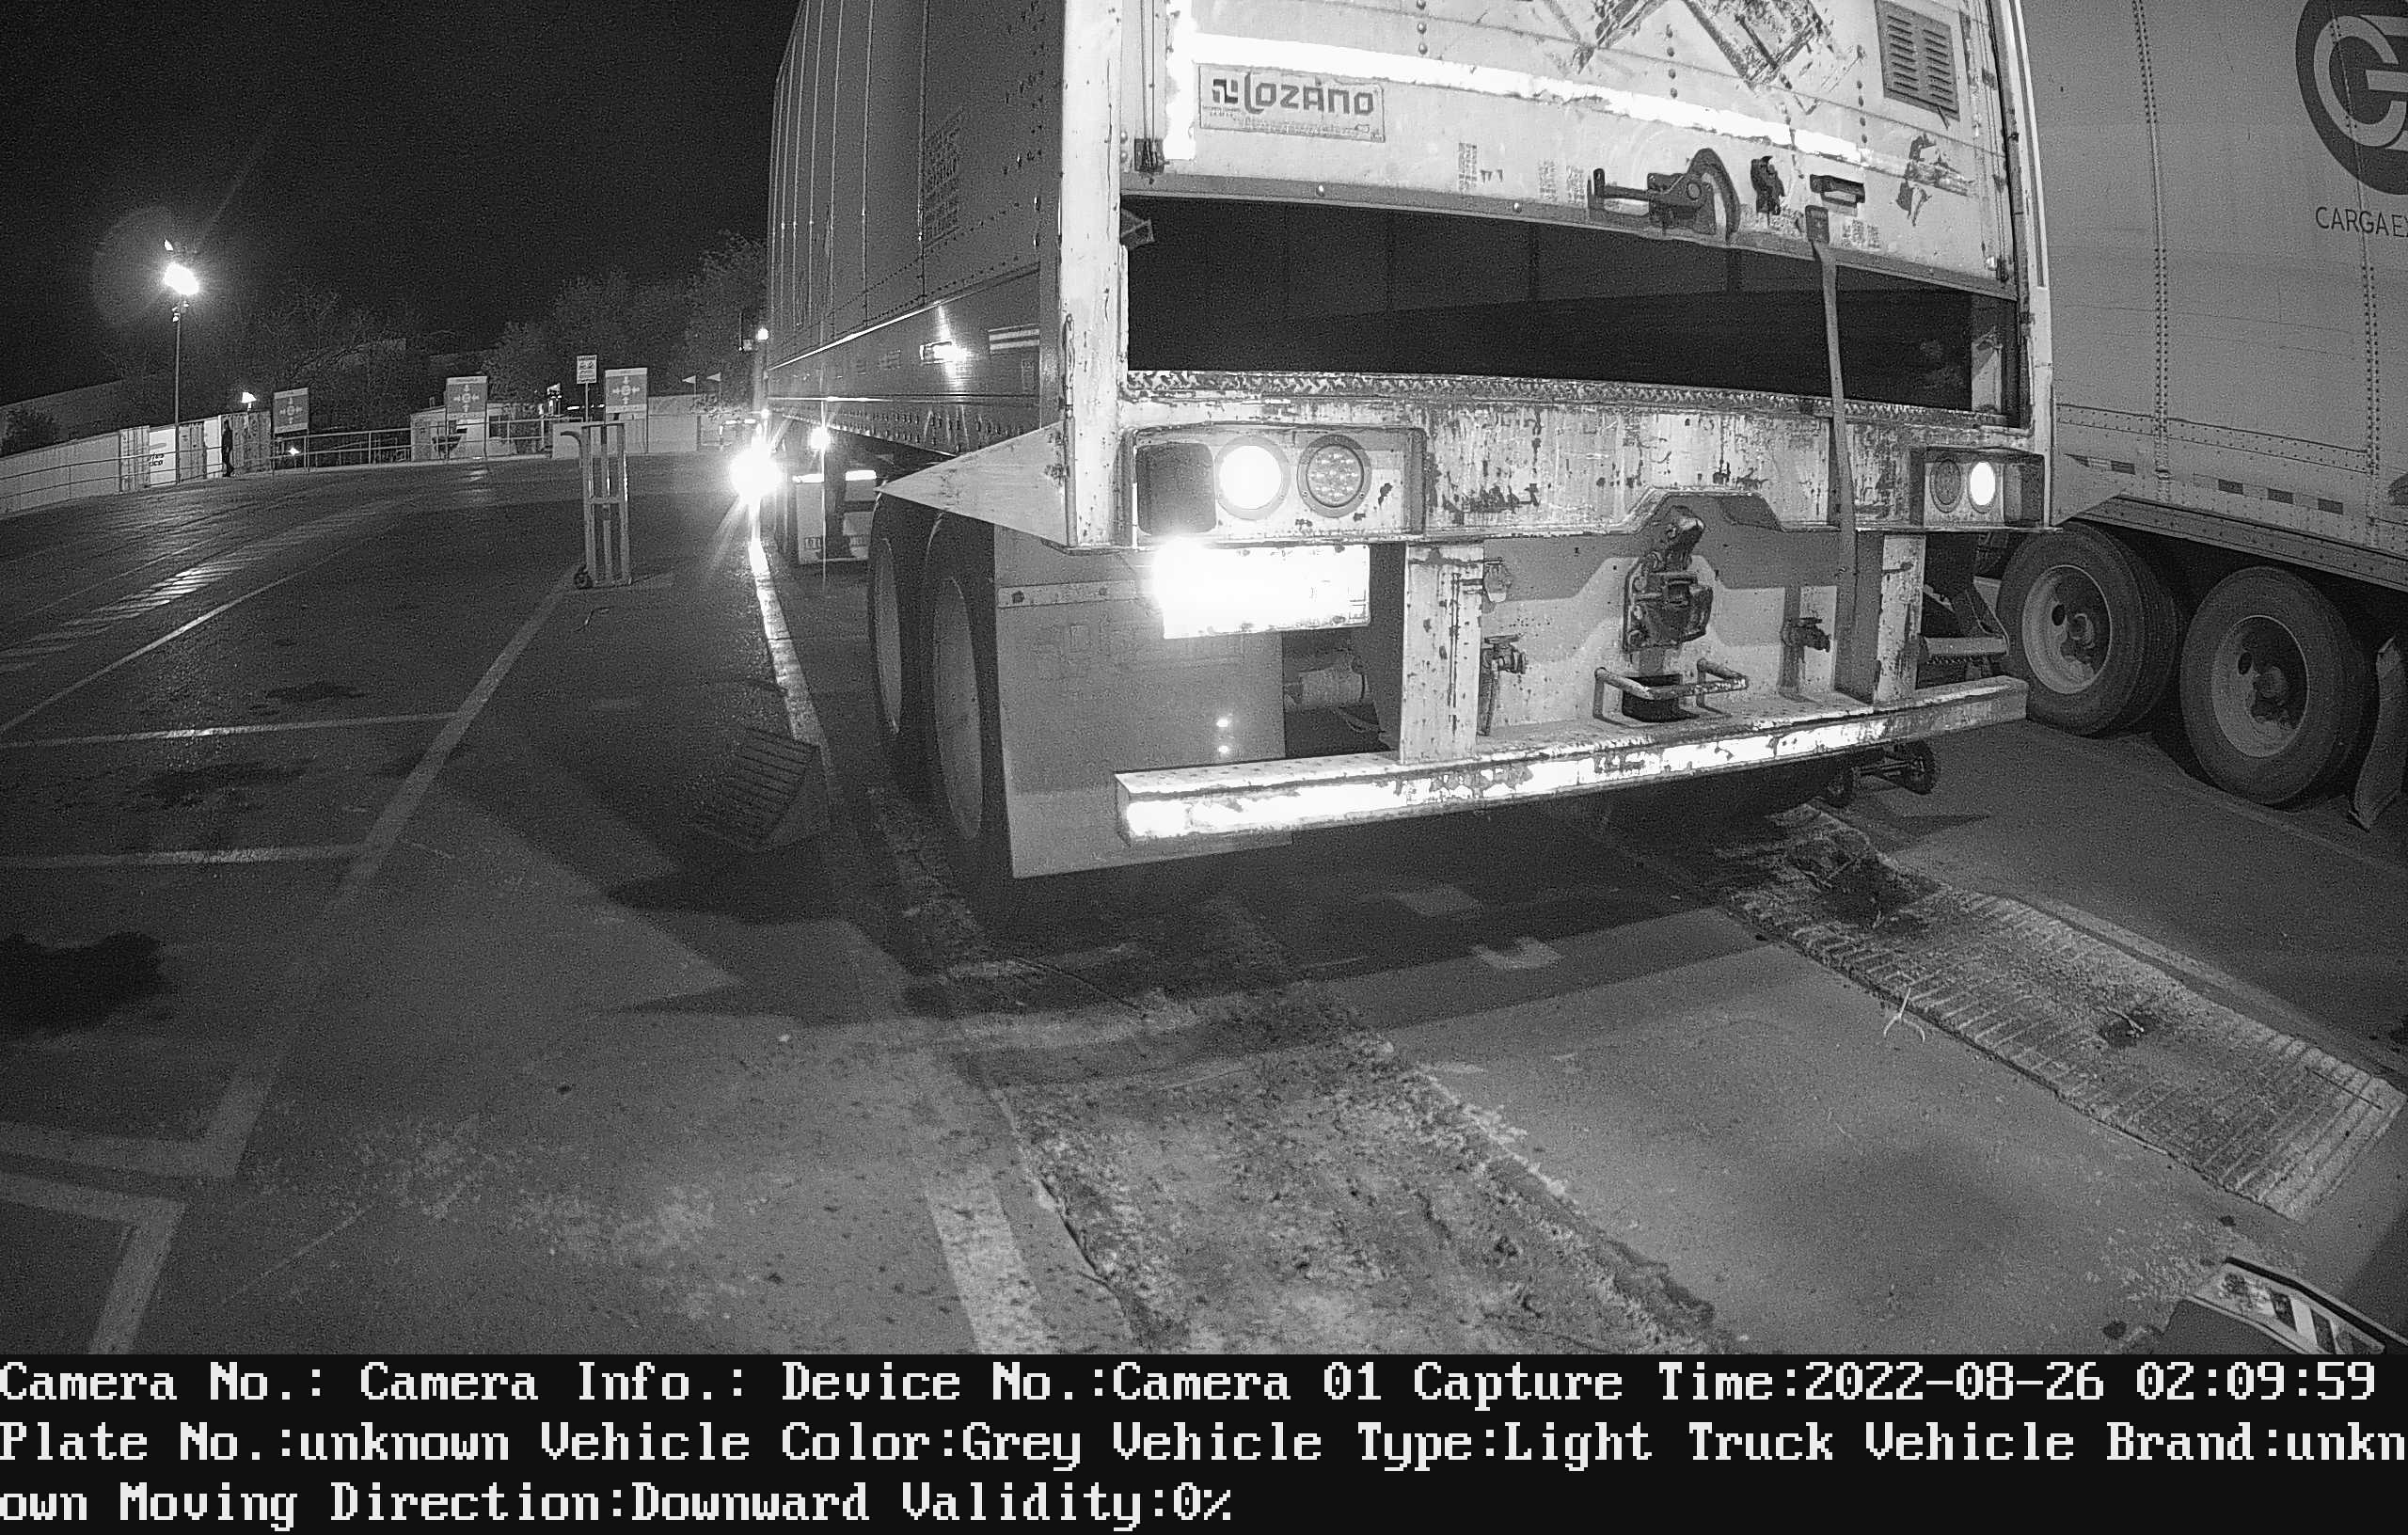 Lozano
CARGA
Camera No.: Camera Info.: Device No.:Camera 01 Capture Time:2022-08-26 02:09:59
Plate No.:unknown Vehicle Color:Grey Vehicle Type:Light Truck Vehicle Brand:unkn
own Moving Direction:Downward Validity:0%